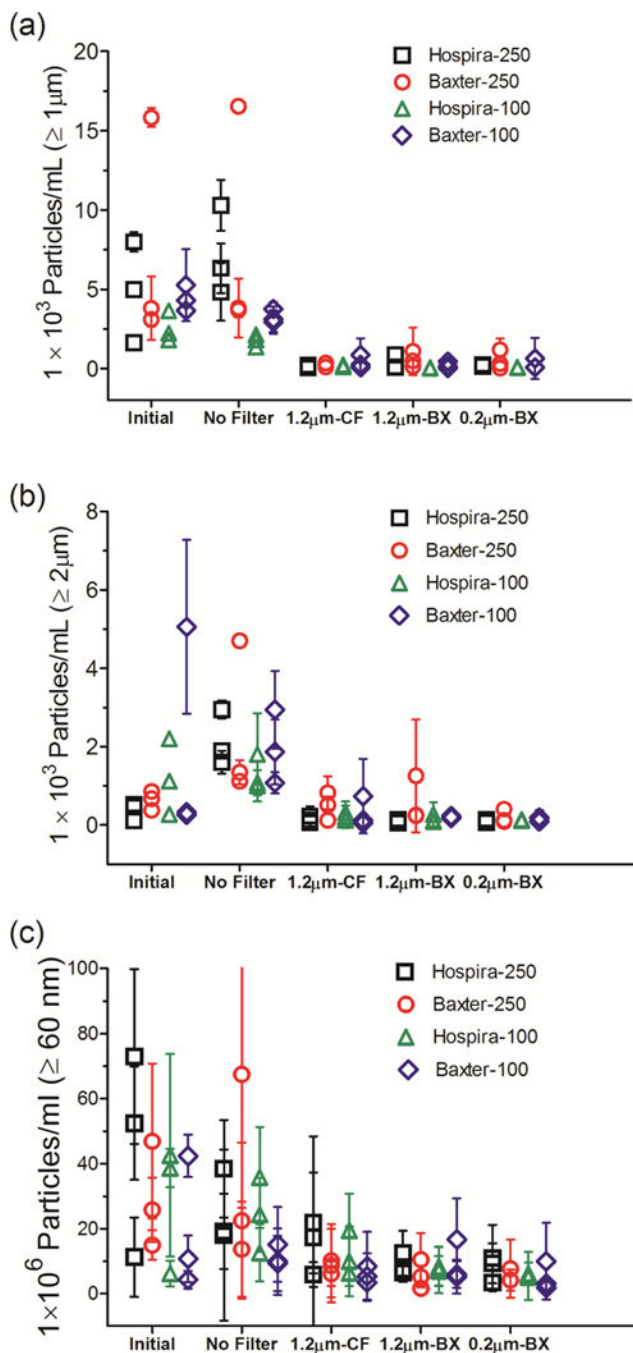 (a)
1 × 10³ Particles/mL (≥ 1μm)
20
15
10
5
0
Hospira-250
Baxter-250
Hospira-100
Baxter-100
Initial No Filter 1.2μm-CF 1.2μm-BX 0.2μm-BX
(b)
1 × 10³ Particles/mL (≥ 2μm)
8
6
4
2
0
Hospira-250
Baxter-250
Hospira-100
Baxter-100
Initial No Filter 1.2μm-CF 1.2μm-BX 0.2μm-BX
(c)
1×10⁶ Particles/ml (≥ 60 nm)
100
80
60
40
20
0
Hospira-250
Baxter-250
Hospira-100
Baxter-100
Initial No Filter 1.2μm-CF 1.2μm-BX 0.2μm-BX